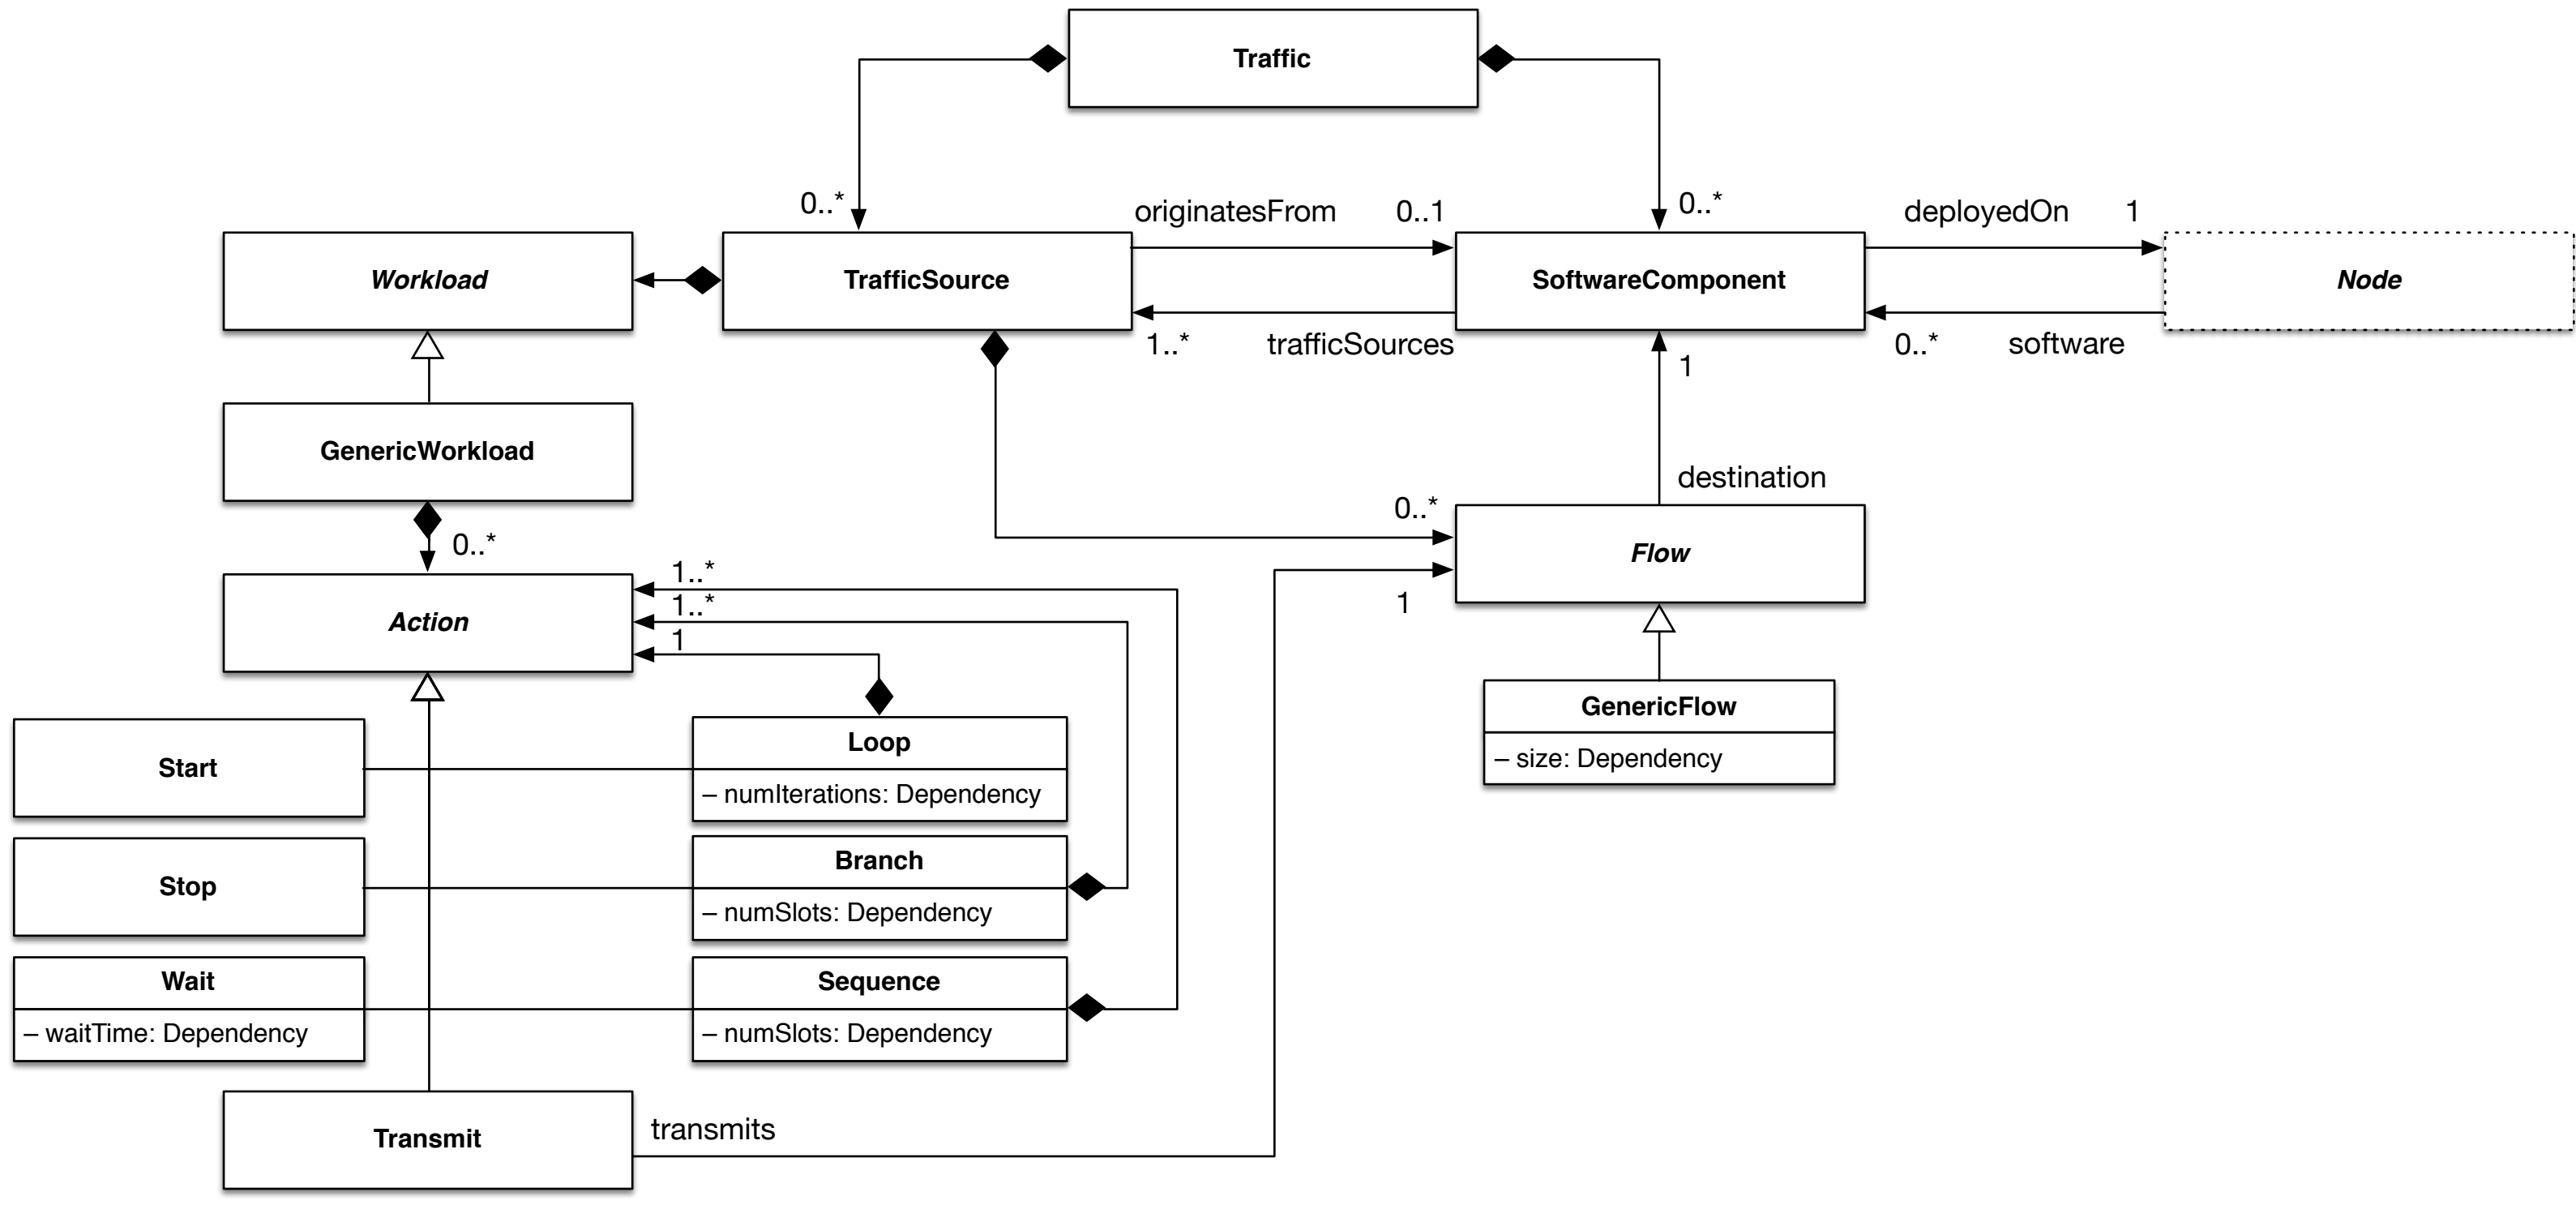 Traffic
0..*
originatesFrom
0..1
0..*
deployedOn
1
Workload
TrafficSource
SoftwareComponent
Node
1..*
trafficSources
1
0..*
software
GenericWorkload
destination
0..*
0..*
Flow
1..*
1..*
1
1
Action
GenericFlow
– size: Dependency
Start
Loop
– numIterations: Dependency
Stop
Branch
– numSlots: Dependency
Wait
– waitTime: Dependency
Sequence
– numSlots: Dependency
Transmit
transmits